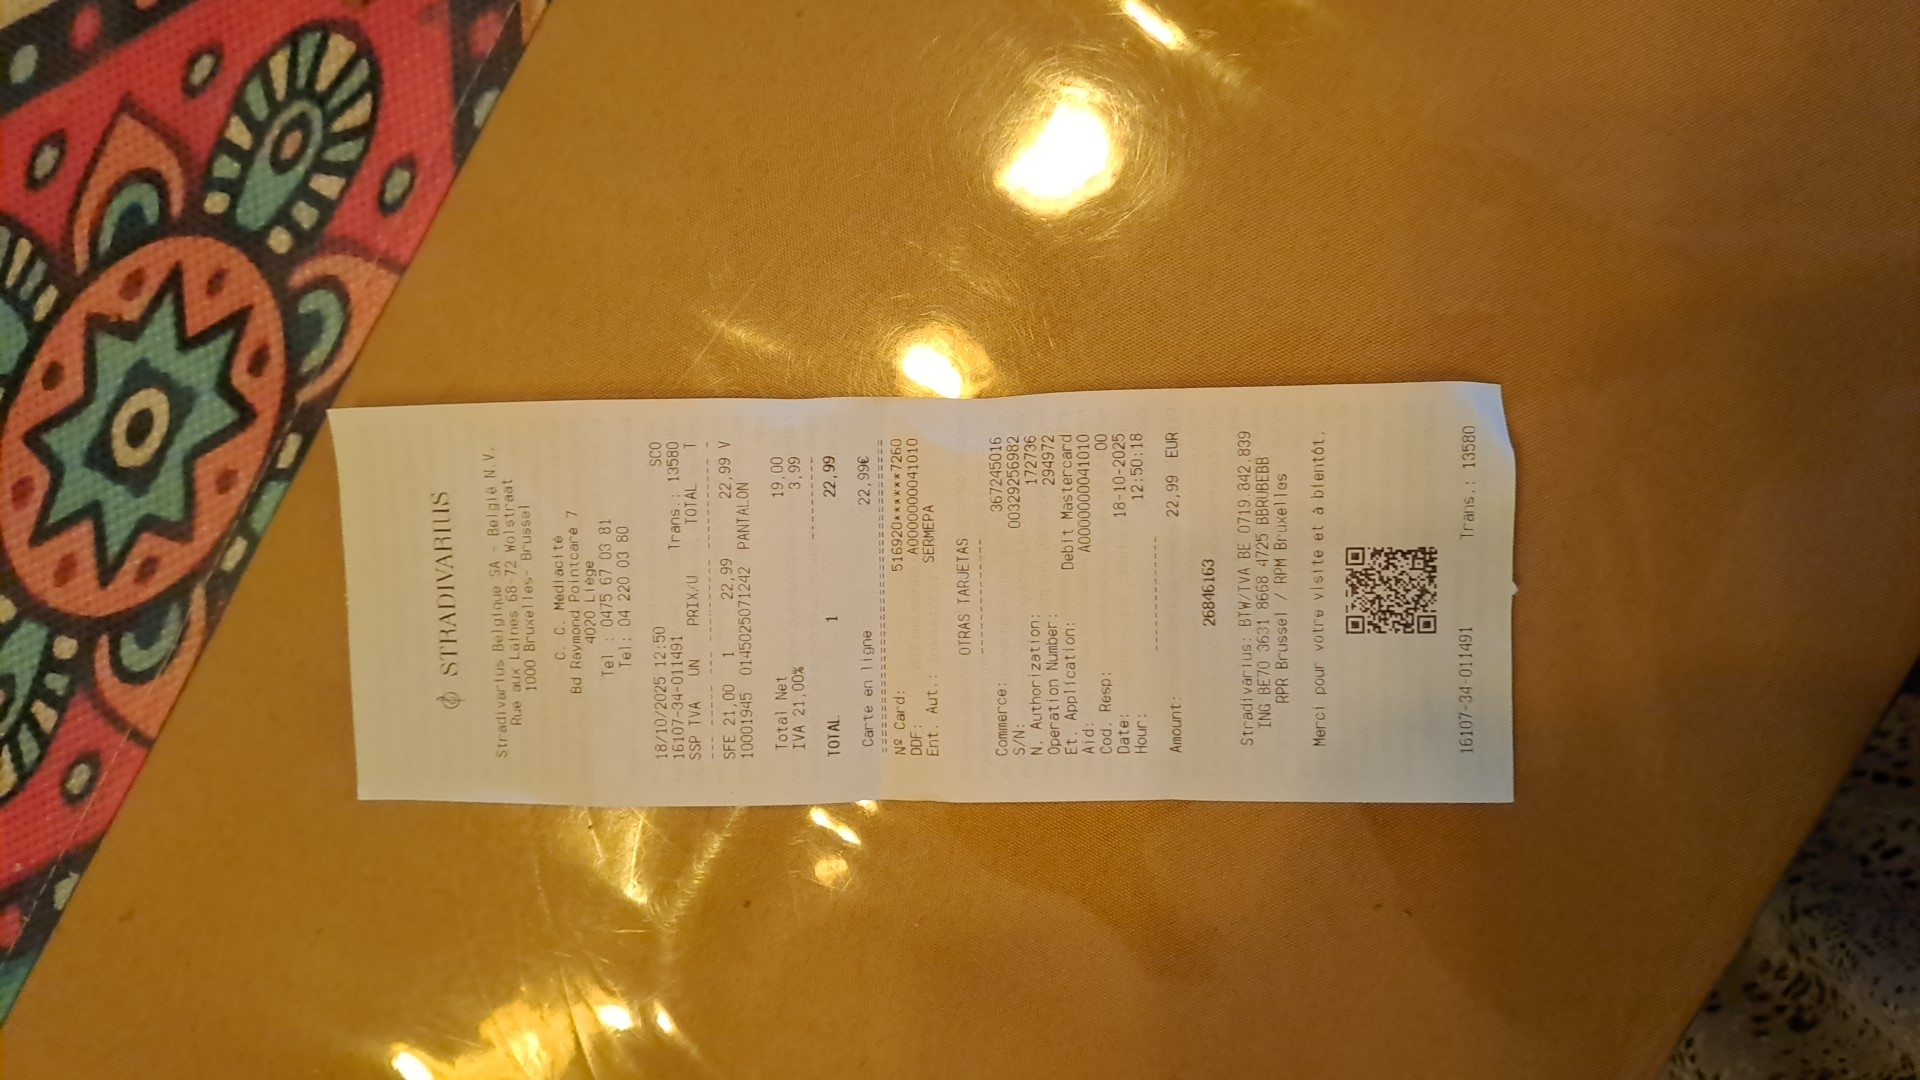 STRADIVARIUS
Stradivarius Belgique SA - België N.V.
Rue aux Laines 68-72 Wolstraat
1000 Bruxelles- Brussel
C. C. Médiacité
Bd Raymond Pointcaré 7
4020 Liège
Tel : 0475 67 03 81
Tél.: 04 220 03 80
18/10/2025 12:50 SCO
16107-34-011491 Trans.: 13580
SSP TVA UN PRIX/U TOTAL T
SFE 21,00 1 22,99 22,99 V
10001945 0145025071242 PANTALON
Total Net 19,00
IVA 21,00% 3,99
TOTAL 1 22,99
Carte en ligne 22,99€
Nº Card: 516920******7260
DDF: A0000000041010
Ent. Aut.: SERMEPA
OTRAS TARJETAS
Commerce: 367245016
S/N: 00329256982
N. Authorization: 172736
Operation Number: 294972
Et. Application: Debit Mastercard
Aid: A0000000041010
Cod. Resp: 00
Date: 18-10-2025
Hour: 12:50:18
Amount: 22,99 EUR
26846163
Stradivarius: BTW/TVA BE 0719.842.839
ING BE70 3631 8668 4725 BBRUBEBB
RPR Brussel / RPM Bruxelles
Merci pour votre visite et à bientôt.
16107-34-011491 Trans.: 13580